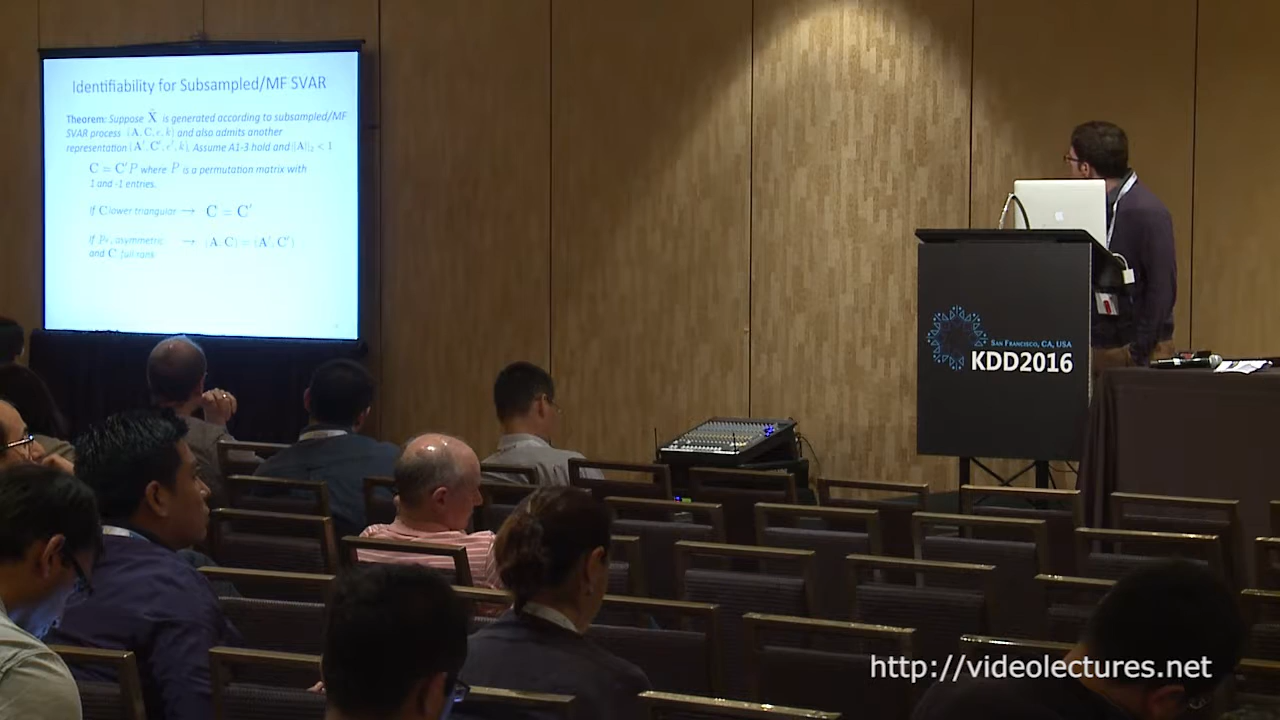 Identifiability for Subsampled/MF SVAR
Theorem: Suppose X̃ is generated according to subsampled/MF
SVAR process (A, C, e, k) and also admits another
representation (A′, C′, e′, k). Assume A1-3 hold and ||A||₂ < 1
C = C′P where P is a permutation matrix with
1 and -1 entries.
If C lower triangular → C = C′
If pₑ, asymmetric → (A, C) = (A′, C′)
and C full rank
SAN FRANCISCO, CA, USA
KDD2016
http://videolectures.net